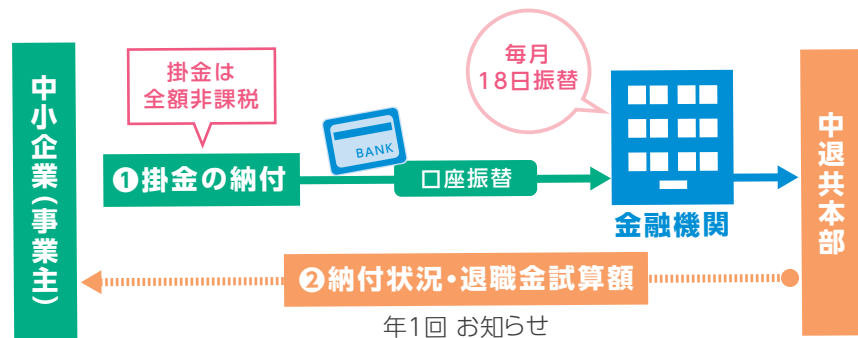 中小企業(事業主)
掛金は
全額非課税
❶掛金の納付
BANK
口座振替
毎月
18日振替
金融機関
中退共本部
❷納付状況・退職金試算額
年1回 お知らせ